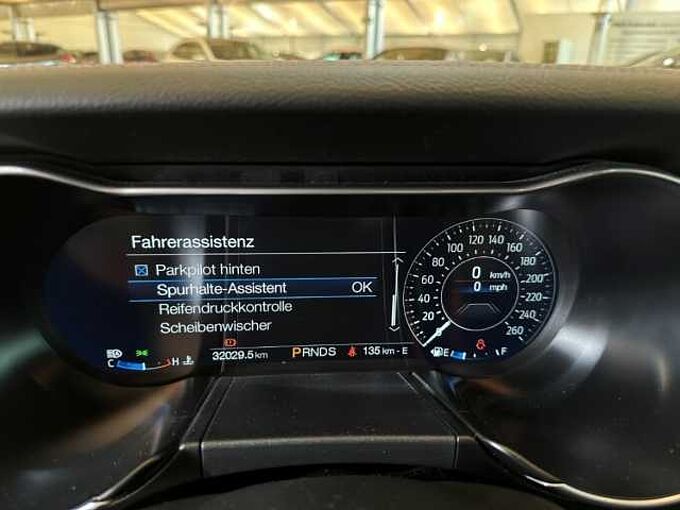 Fahrerassistenz
Parkpilot hinten
Spurhalte-Assistent OK
Reifendruckkontrolle
Scheibenwischer
C H 32029.5 km PRNDS 135 km - E E F
0 km/h
0 mph
20 40 60 80 100 120 140 160 180 200 220 240 260